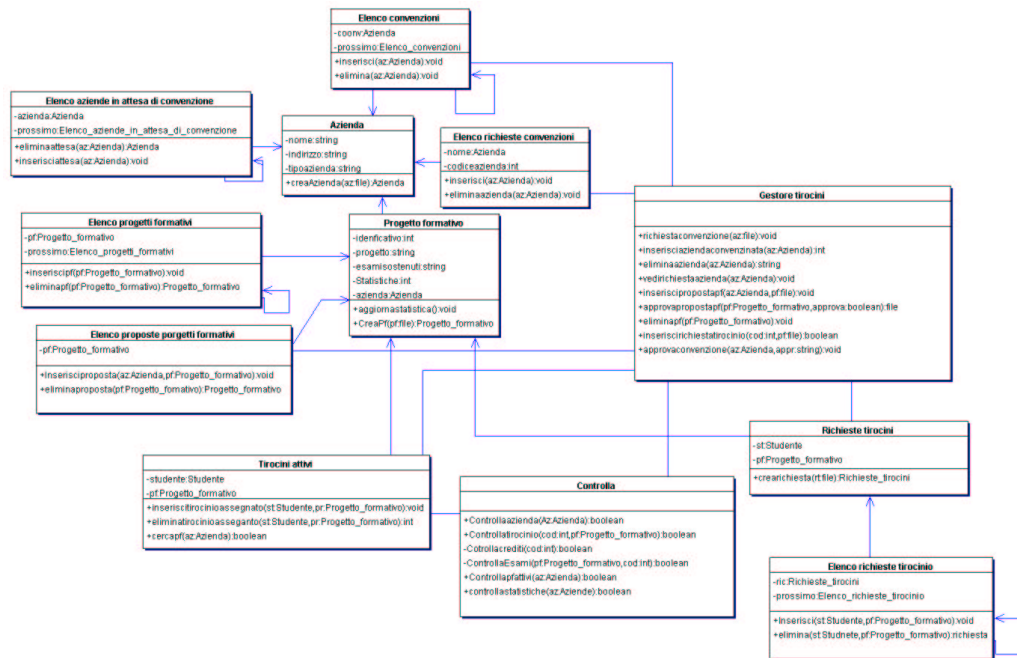 Elenco convenzioni
-coonv:Azienda
-prossimo:Elenco_convenzioni
+inserisci(az:Azienda):void
+elimina(az:Azienda):void
Elenco aziende in attesa di convenzione
-azienda:Azienda
-prossimo:Elenco_aziende_in_attesa_di_convenzione
+eliminaattesa(az:Azienda):Azienda
+inserisciattesa(az:Azienda):void
Azienda
-nome:string
-indirizzo:string
-tipoazienda:string
+creaAzienda(az:file):Azienda
Elenco richieste convenzioni
-nome:Azienda
-codiceazienda:int
+inserisci(az:Azienda):void
+eliminaazienda(az:Azienda):void
Gestore tirocini
+richiestaconvenzione(az:file):void
+inserisciaziendaconvenzinata(az:Azienda):int
+eliminaazienda(az:Azienda):string
+vedirichiestaazienda(az:Azienda):void
+inseriscipropostapf(az:Azienda,pf:file):void
+approvapropostapf(pf:Progetto_formativo,approva:boolean):file
+eliminapf(pf:Progetto_formativo):void
+inseriscirichiestatirocinio(cod:int,pf:file):boolean
+approvaconvenzione(az:Azienda,appr:string):void
Elenco progetti formativi
-pf:Progetto_formativo
-prossimo:Elenco_progetti_formativi
+inseriscipf(pf:Progetto_formativo):void
+eliminapf(pf:Progetto_formativo):Progetto_formativo
Progetto formativo
-idenficativo:int
-progetto:string
-esamisostenuti:string
-Statistiche:int
-azienda:Azienda
+aggiornastatistica():void
+CreaPf(pf:file):Progetto_formativo
Elenco proposte porgetti formativi
-pf:Progetto_formativo
+Inserisciproposta(az:Azienda,pf:Progetto_formativo):void
+eliminaproposta(pf:Progetto_formativo):Progetto_formativo
Richieste tirocini
-st:Studente
-pf:Progetto_formativo
+crearichiesta(rt:file):Richieste_tirocini
Tirocini attivi
-studente:Studente
-pf:Progetto_formativo
+inseriscitirocinioassegnato(st:Studente,pr:Progetto_formativo):void
+eliminatirocinioasseganto(st:Studente,pr:Progetto_formativo):int
+cercapf(az:Azienda):boolean
Controlla
+Controllaazienda(Az:Azienda):boolean
+Controllatirocinio(cod:int,pf:Progetto_formativo):boolean
-Cotrollacrediti(cod:int):boolean
-ControllaEsami(pf:Progetto_formativo,cod:int):boolean
+Controllapfattivi(az:Azienda):boolean
+controllastatistiche(az:Aziende):boolean
Elenco richieste tirocinio
-ric:Richieste_tirocini
-prossimo:Elenco_richieste_tirocinio
+Inserisci(st:Studente,pf:Progetto_formativo):void
+elimina(st:Studnete,pf:Progetto_formativo):richiesta